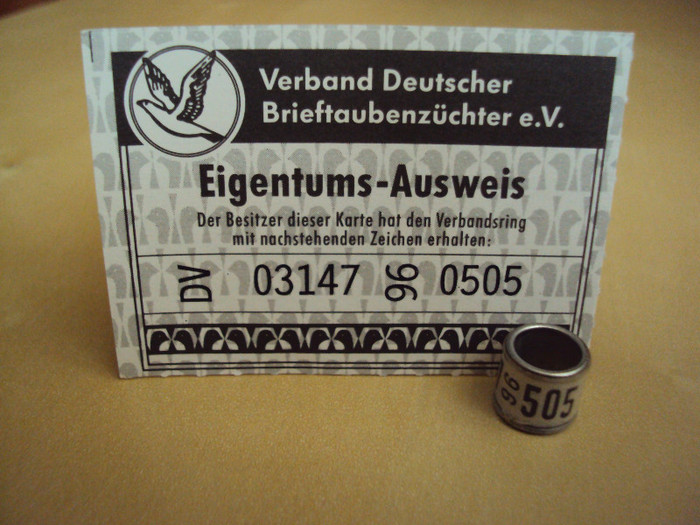 Verband Deutscher
Brieftaubenzüchter e.V.
Eigentums-Ausweis
Der Besitzer dieser Karte hat den Verbandsring
mit nachstehenden Zeichen erhalten:
DV 03147 96 0505
96 505